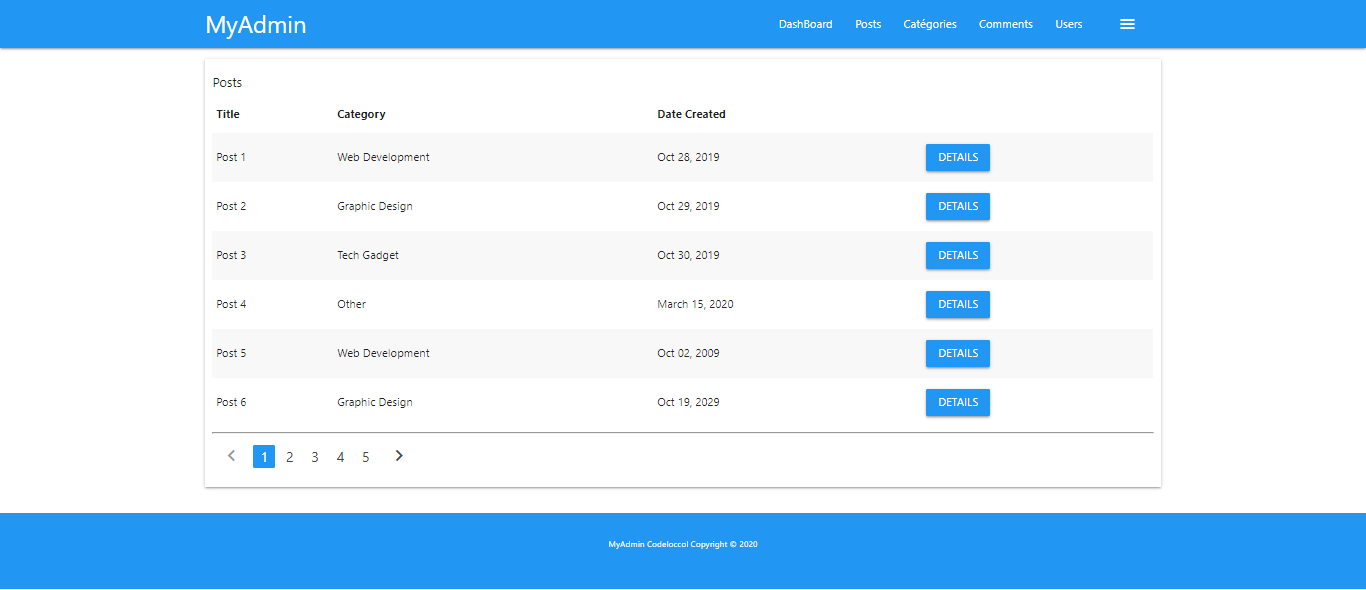 MyAdmin DashBoard Posts Catégories Comments Users
Posts
Title Category Date Created
Post 1 Web Development Oct 28, 2019 DETAILS
Post 2 Graphic Design Oct 29, 2019 DETAILS
Post 3 Tech Gadget Oct 30, 2019 DETAILS
Post 4 Other March 15, 2020 DETAILS
Post 5 Web Development Oct 02, 2009 DETAILS
Post 6 Graphic Design Oct 19, 2029 DETAILS
1 2 3 4 5
MyAdmin Codeloccol Copyright © 2020